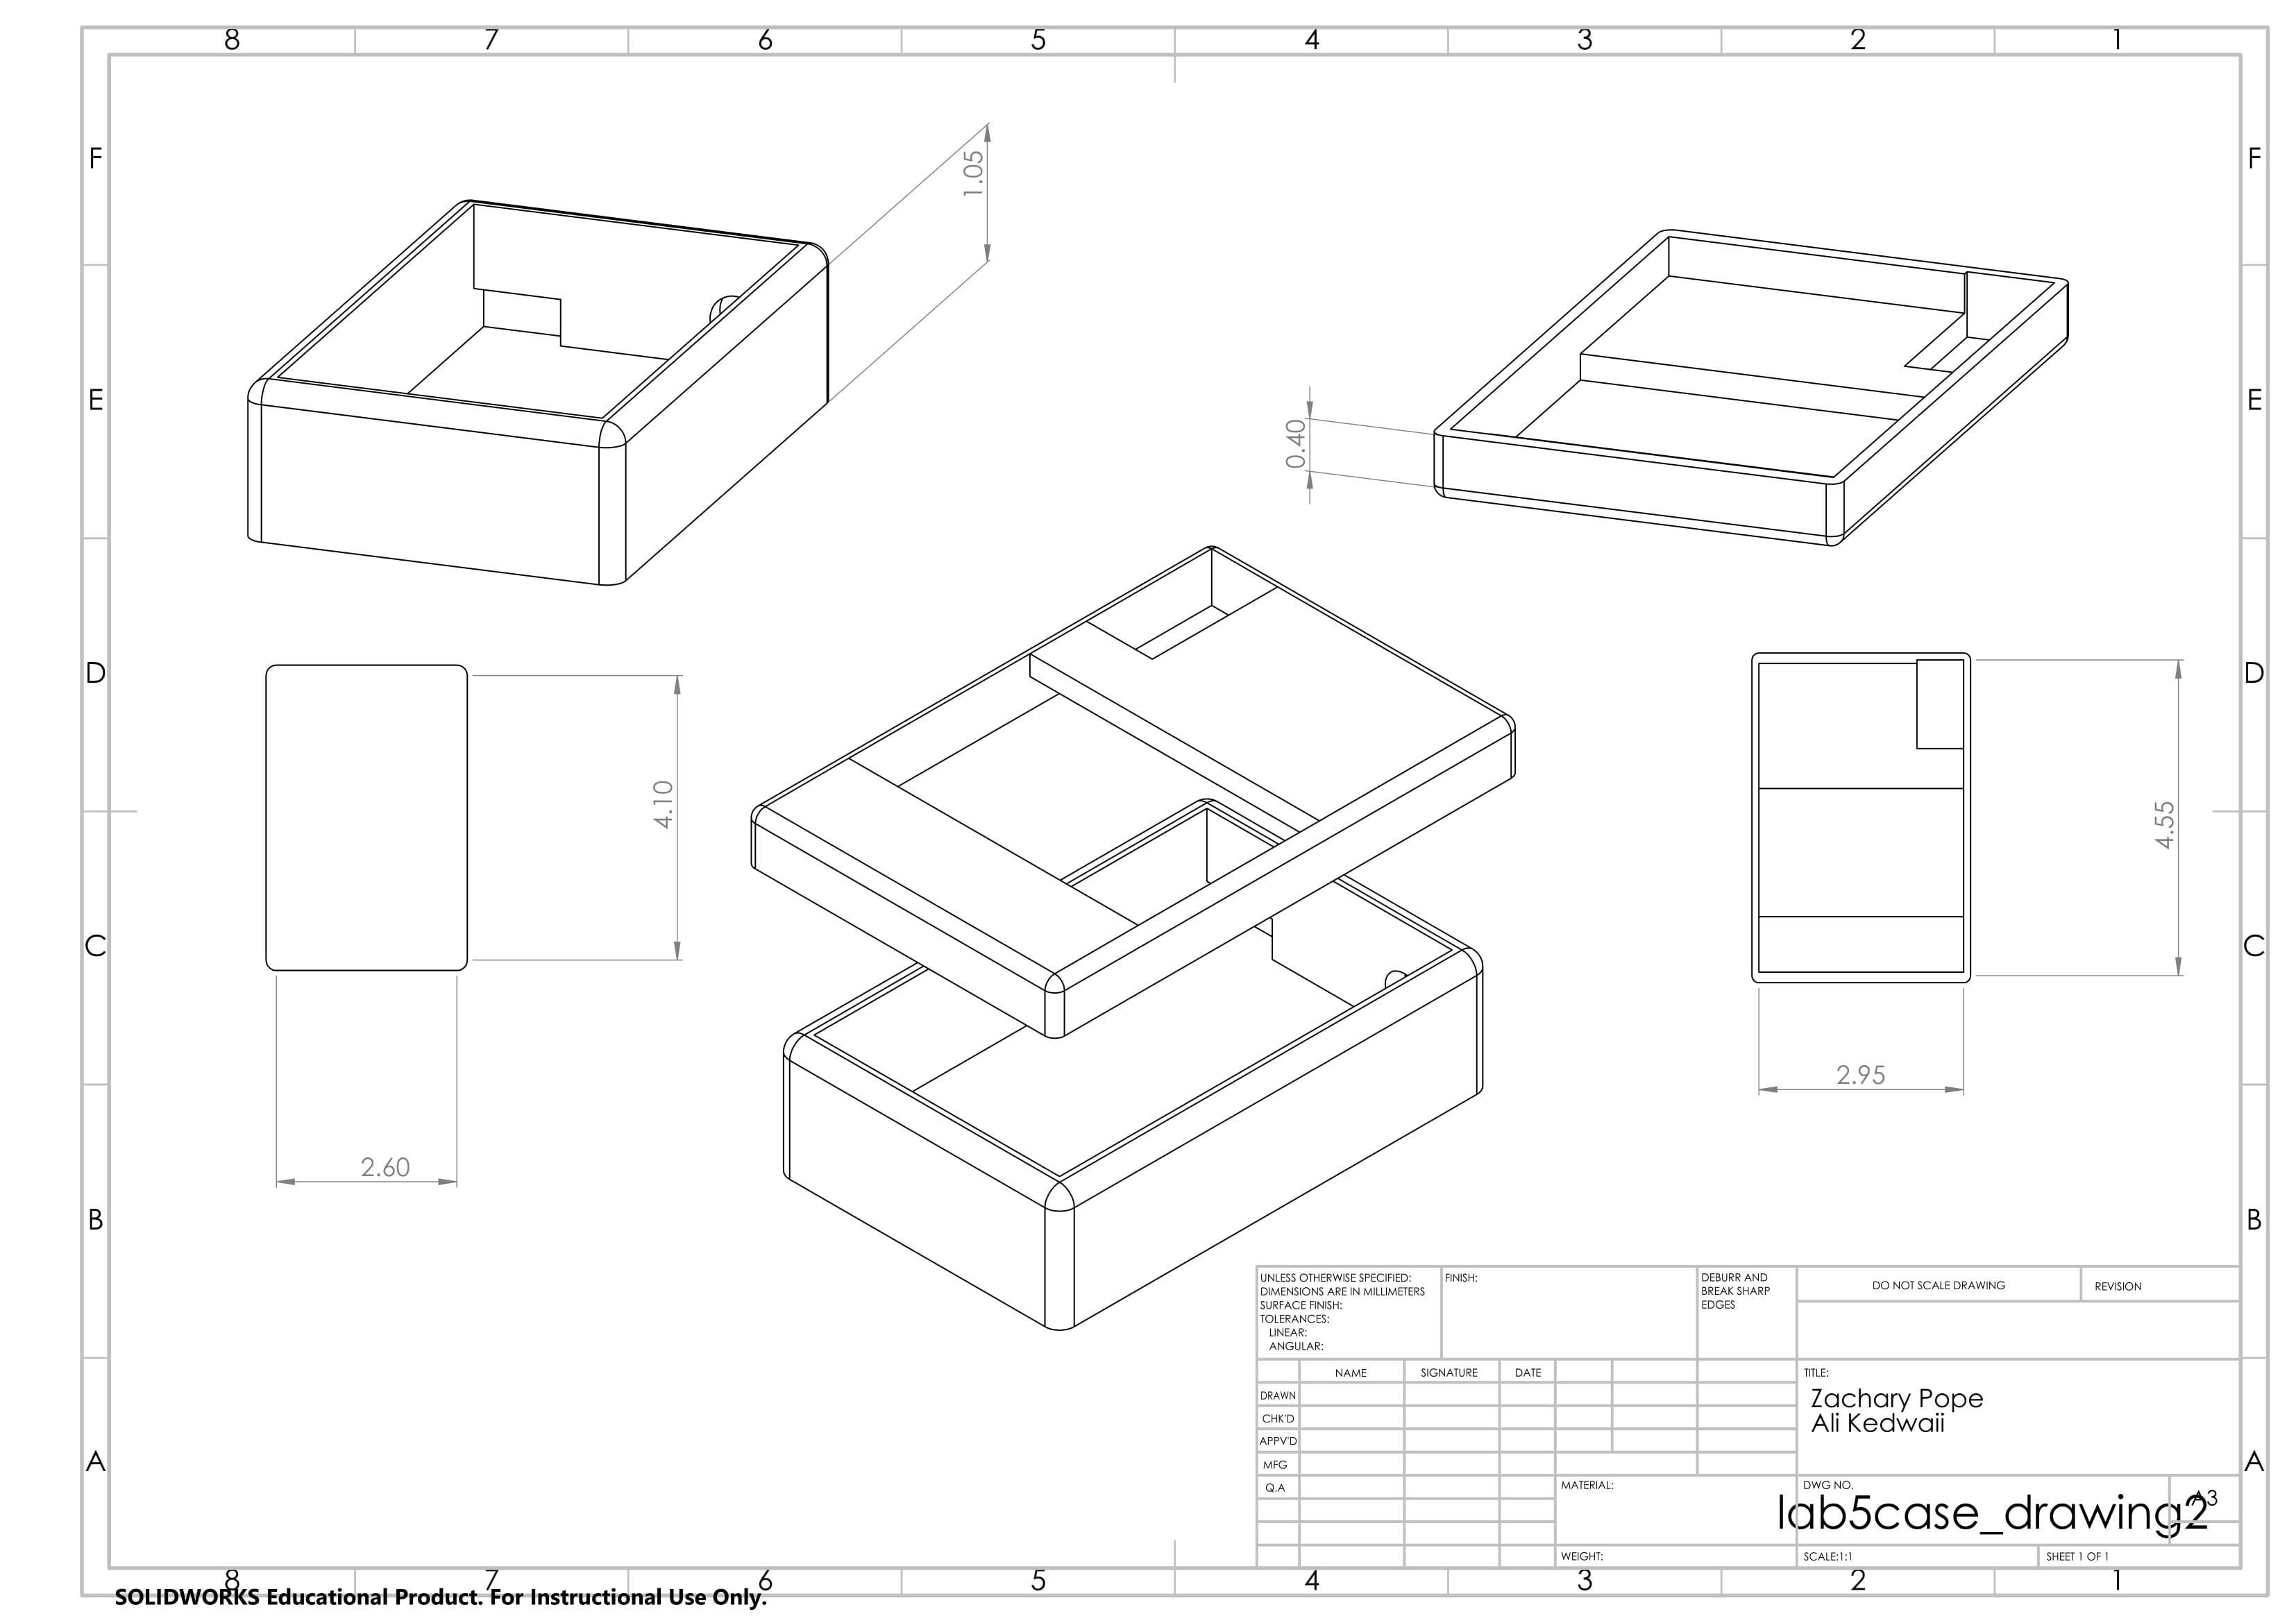 8 7 6 5 4 3 2 1
F F
1.05
E E
0.40
D D
4.10
4.55
C C
2.95
2.60
B B
UNLESS OTHERWISE SPECIFIED:
DIMENSIONS ARE IN MILLIMETERS
SURFACE FINISH:
TOLERANCES:
LINEAR:
ANGULAR:
FINISH:
DEBURR AND
BREAK SHARP
EDGES
DO NOT SCALE DRAWING
REVISION
NAME SIGNATURE DATE
DRAWN
CHK'D
APPV'D
MFG
Q.A
TITLE:
Zachary Pope
Ali Kedwaii
A A
MATERIAL:
DWG NO.
lab5case_drawing2
A3
WEIGHT:
SCALE:1:1
SHEET 1 OF 1
8 7 6 5 4 3 2 1
SOLIDWORKS Educational Product. For Instructional Use Only.